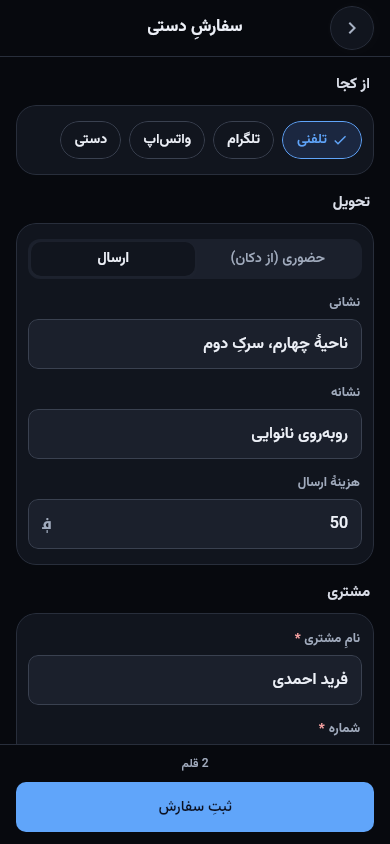 سفارشِ دستی
از کجا
تلفنی
تلگرام
واتس‌اپ
دستی
تحویل
حضوری (از دکان)
ارسال
نشانی
ناحیهٔ چهارم، سرکِ دوم
نشانه
روبه‌روی نانوایی
هزینهٔ ارسال
50 ؋
مشتری
نامِ مشتری *
فرید احمدی
شماره *
2 قلم
ثبتِ سفارش